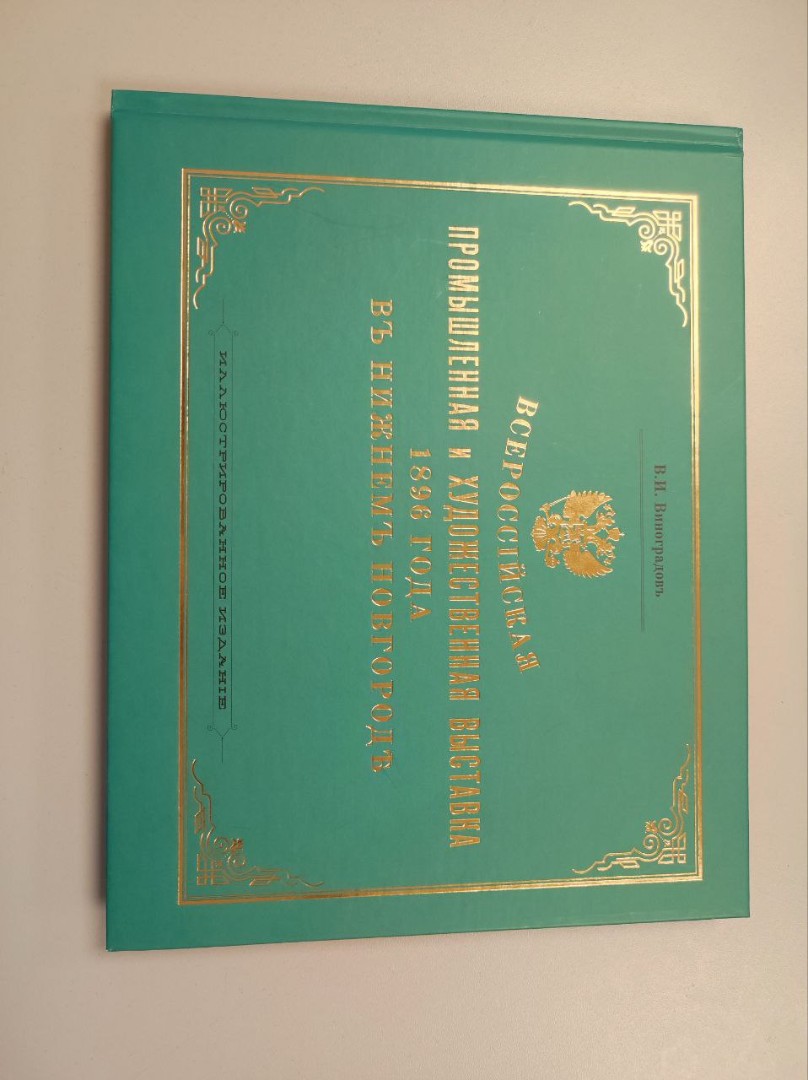 В. И. Виноградовъ
ВСЕРОССІЙСКАЯ
ПРОМЫШЛЕННАЯ И ХУДОЖЕСТВЕННАЯ ВЫСТАВКА
1896 ГОДА
ВЪ НИЖНЕМЪ НОВГОРОДѢ
ИЛЛЮСТРИРОВАННОЕ ИЗДАНІЕ